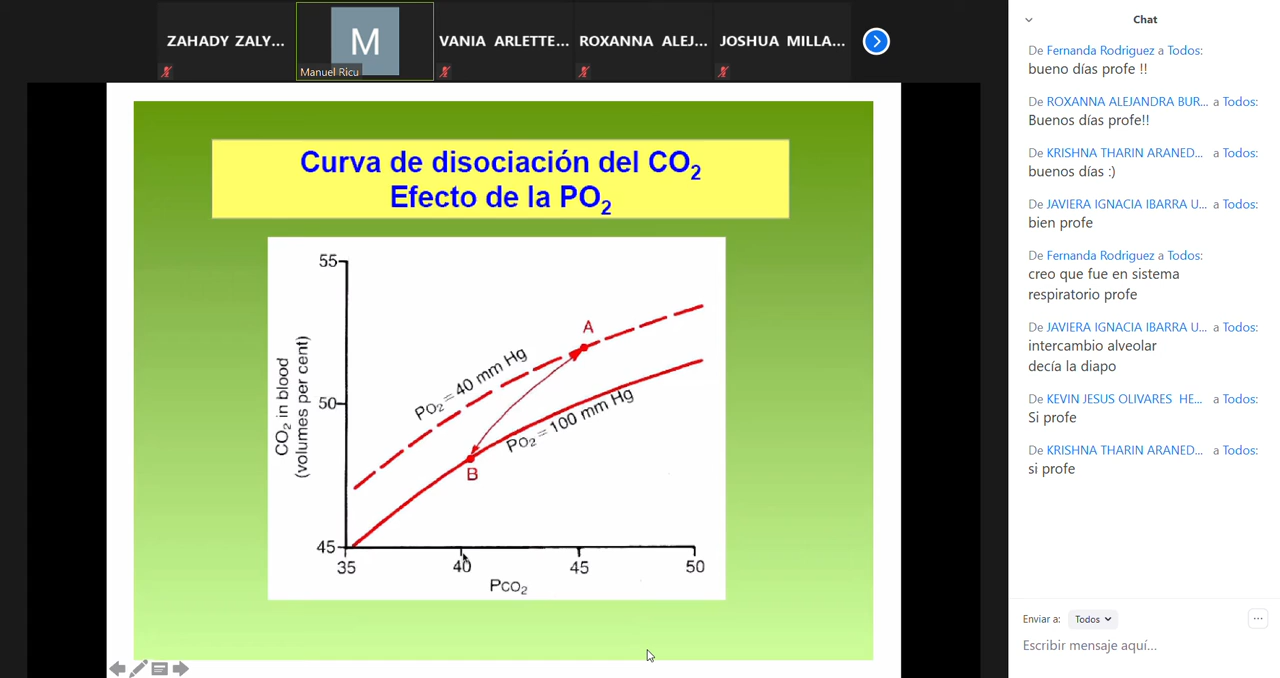 ZAHADY ZALY...
M
Manuel Ricu
VANIA ARLETTE...
ROXANNA ALEJ...
JOSHUA MILLA...
Curva de disociación del CO₂
Efecto de la PO₂
55
50
45
CO₂ in blood
(volumes per cent)
PO₂ = 40 mm Hg
A
PO₂ = 100 mm Hg
B
35
40
45
50
PCO₂
Chat
De Fernanda Rodriguez a Todos:
bueno días profe !!
De ROXANNA ALEJANDRA BUR... a Todos:
Buenos días profe!!
De KRISHNA THARIN ARANED... a Todos:
buenos días :)
De JAVIERA IGNACIA IBARRA U... a Todos:
bien profe
De Fernanda Rodriguez a Todos:
creo que fue en sistema
respiratorio profe
De JAVIERA IGNACIA IBARRA U... a Todos:
intercambio alveolar
decía la diapo
De KEVIN JESUS OLIVARES HE... a Todos:
Si profe
De KRISHNA THARIN ARANED... a Todos:
si profe
Enviar a: Todos
...
Escribir mensaje aquí...